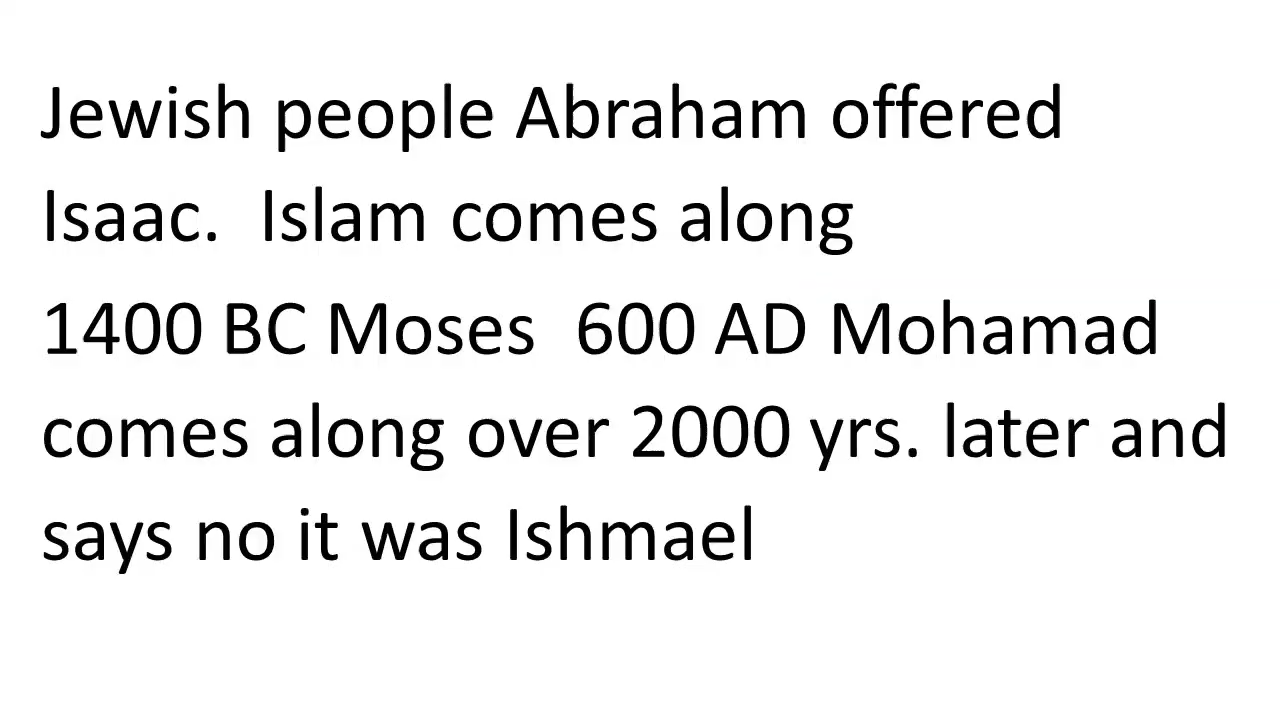 Jewish people Abraham offered
Isaac.  Islam comes along
1400 BC Moses  600 AD Mohamad
comes along over 2000 yrs. later and
says no it was Ishmael